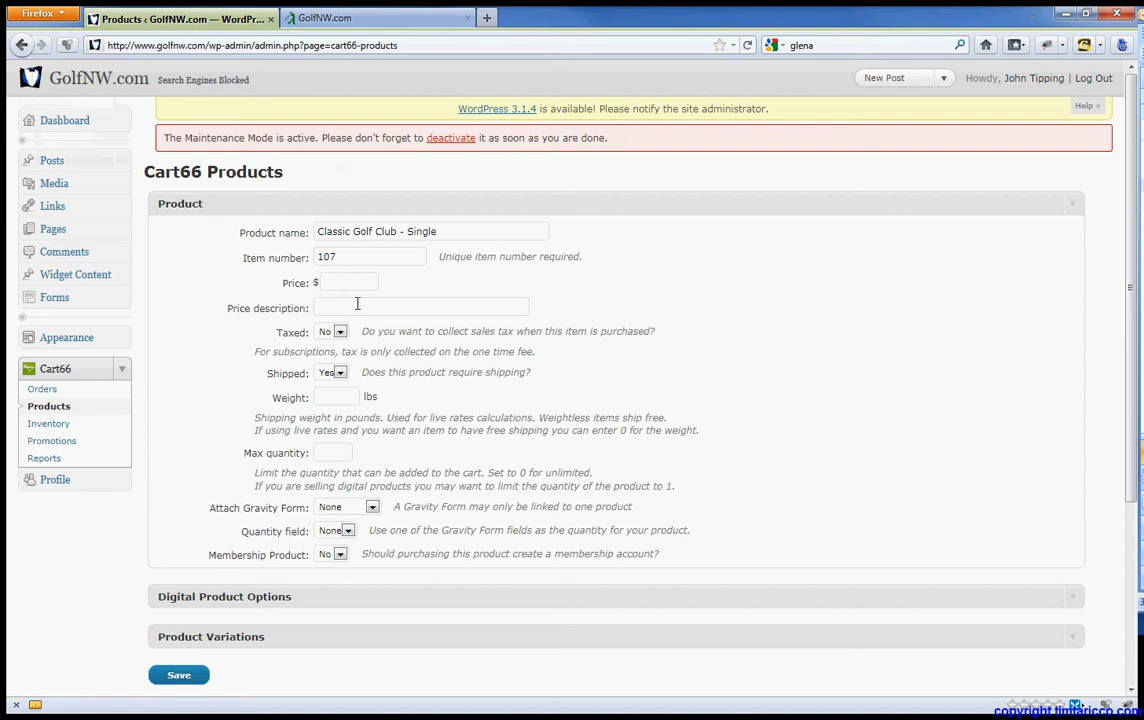 Firefox
Products ‹ GolfNW.com — WordPr...
GolfNW.com
http://www.golfnw.com/wp-admin/admin.php?page=cart66-products
glena
GolfNW.com Search Engines Blocked
New Post
Howdy, John Tipping | Log Out
WordPress 3.1.4 is available! Please notify the site administrator.
Help
The Maintenance Mode is active. Please don't forget to deactivate it as soon as you are done.
Dashboard
Posts
Media
Links
Pages
Comments
Widget Content
Forms
Appearance
Cart66
Orders
Products
Inventory
Promotions
Reports
Profile
Cart66 Products
Product
Product name: Classic Golf Club - Single
Item number: 107 Unique item number required.
Price: $
Price description:
Taxed: No Do you want to collect sales tax when this item is purchased?
For subscriptions, tax is only collected on the one time fee.
Shipped: Yes Does this product require shipping?
Weight: lbs
Shipping weight in pounds. Used for live rates calculations. Weightless items ship free.
If using live rates and you want an item to have free shipping you can enter 0 for the weight.
Max quantity:
Limit the quantity that can be added to the cart. Set to 0 for unlimited.
If you are selling digital products you may want to limit the quantity of the product to 1.
Attach Gravity Form: None A Gravity Form may only be linked to one product
Quantity field: None Use one of the Gravity Form fields as the quantity for your product.
Membership Product: No Should purchasing this product create a membership account?
Digital Product Options
Product Variations
Save
copyright timtaricco.com